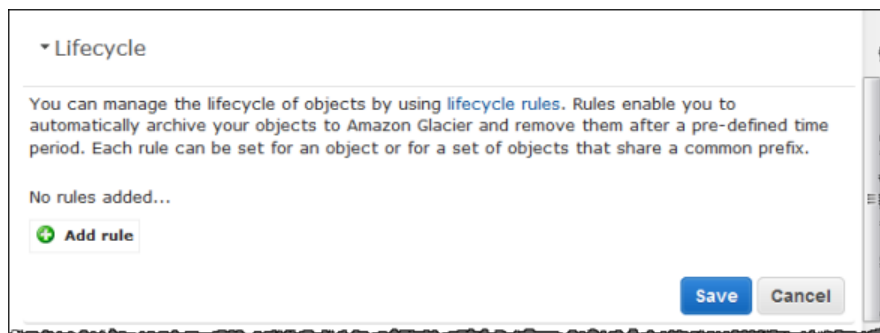 Lifecycle
You can manage the lifecycle of objects by using lifecycle rules. Rules enable you to
automatically archive your objects to Amazon Glacier and remove them after a pre-defined time
period. Each rule can be set for an object or for a set of objects that share a common prefix.
No rules added...
Add rule
Save Cancel